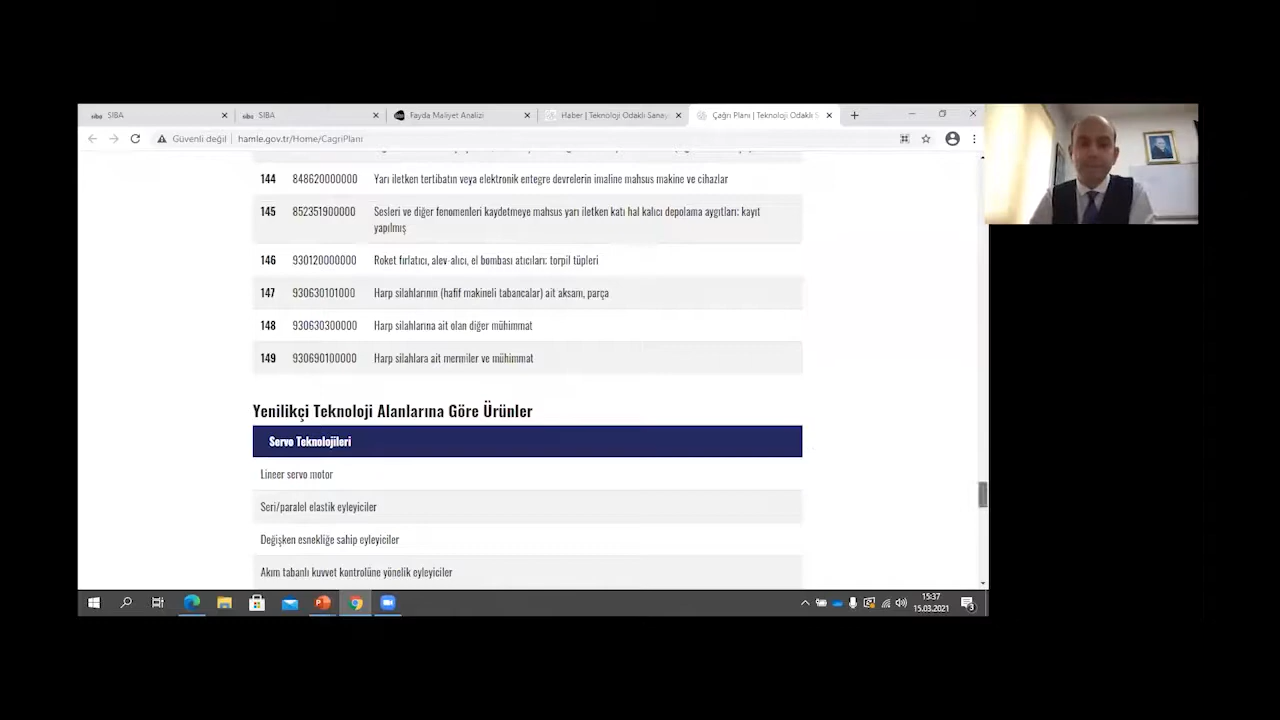 SIBA
SIBA
Fayda Maliyet Analizi
Haber | Teknoloji Odaklı Sanay
Çağrı Planı | Teknoloji Odaklı S
Güvenli değil
hamle.gov.tr/Home/CagriPlani
144 848620000000 Yarı iletken tertibatın veya elektronik entegre devrelerin imaline mahsus makine ve cihazlar
145 852351900000 Sesleri ve diğer fenomenleri kaydetmeye mahsus yarı iletken katı hal kalıcı depolama aygıtları; kayıt
yapılmış
146 930120000000 Roket fırlatıcı, alev-alıcı, el bombası atıcıları; torpil tüpleri
147 930630101000 Harp silahlarının (hafif makineli tabancalar) ait aksam, parça
148 930630300000 Harp silahlarına ait olan diğer mühimmat
149 930690100000 Harp silahlara ait mermiler ve mühimmat
Yenilikçi Teknoloji Alanlarına Göre Ürünler
Servo Teknolojileri
Lineer servo motor
Seri/paralel elastik eyleyiciler
Değişken esnekliğe sahip eyleyiciler
Akım tabanlı kuvvet kontrolüne yönelik eyleyiciler
15:37
15.03.2021
3